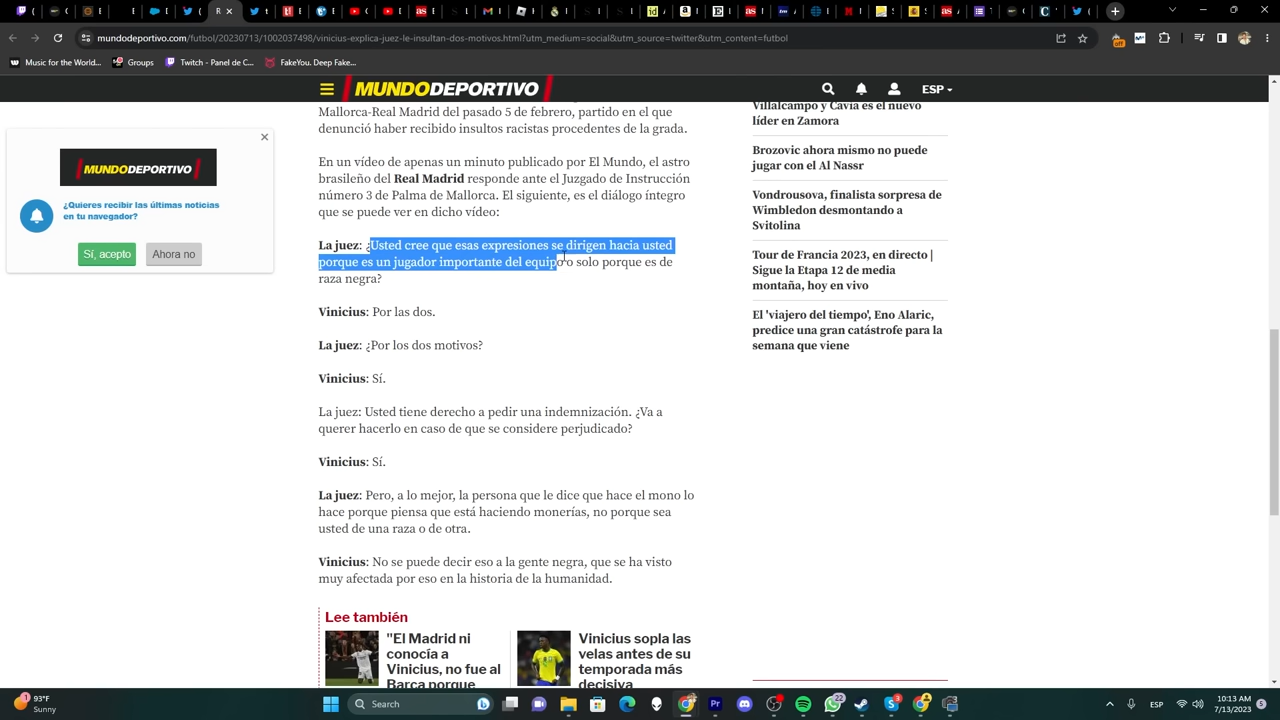 mundodeportivo.com/futbol/20230713/1002037498/vinicius-explica-juez-le-insultan-dos-motivos.html?utm_medium=social&utm_source=twitter&utm_content=futbol
Music for the World...
Groups
Twitch - Panel de C...
FakeYou. Deep Fake...
MUNDODEPORTIVO
ESP
Mallorca-Real Madrid del pasado 5 de febrero, partido en el que
denunció haber recibido insultos racistas procedentes de la grada.
En un vídeo de apenas un minuto publicado por El Mundo, el astro
brasileño del Real Madrid responde ante el Juzgado de Instrucción
número 3 de Palma de Mallorca. El siguiente, es el diálogo íntegro
que se puede ver en dicho vídeo:
La juez: ¿Usted cree que esas expresiones se dirigen hacia usted
porque es un jugador importante del equipo o solo porque es de
raza negra?
Vinicius: Por las dos.
La juez: ¿Por los dos motivos?
Vinicius: Sí.
La juez: Usted tiene derecho a pedir una indemnización. ¿Va a
querer hacerlo en caso de que se considere perjudicado?
Vinicius: Sí.
La juez: Pero, a lo mejor, la persona que le dice que hace el mono lo
hace porque piensa que está haciendo monerías, no porque sea
usted de una raza o de otra.
Vinicius: No se puede decir eso a la gente negra, que se ha visto
muy afectada por eso en la historia de la humanidad.
Lee también
"El Madrid ni
conocía a
Vinicius, no fue al
Barça porque
Vinicius sopla las
velas antes de su
temporada más
decisiva
Villalcampo y Cavia es el nuevo
líder en Zamora
Brozovic ahora mismo no puede
jugar con el Al Nassr
Vondrousova, finalista sorpresa de
Wimbledon desmontando a
Svitolina
Tour de Francia 2023, en directo |
Sigue la Etapa 12 de media
montaña, hoy en vivo
El 'viajero del tiempo', Eno Alaric,
predice una gran catástrofe para la
semana que viene
MUNDODEPORTIVO
¿Quieres recibir las últimas noticias
en tu navegador?
Sí, acepto
Ahora no
93°F
Sunny
Search
ESP
10:13 AM
7/13/2023